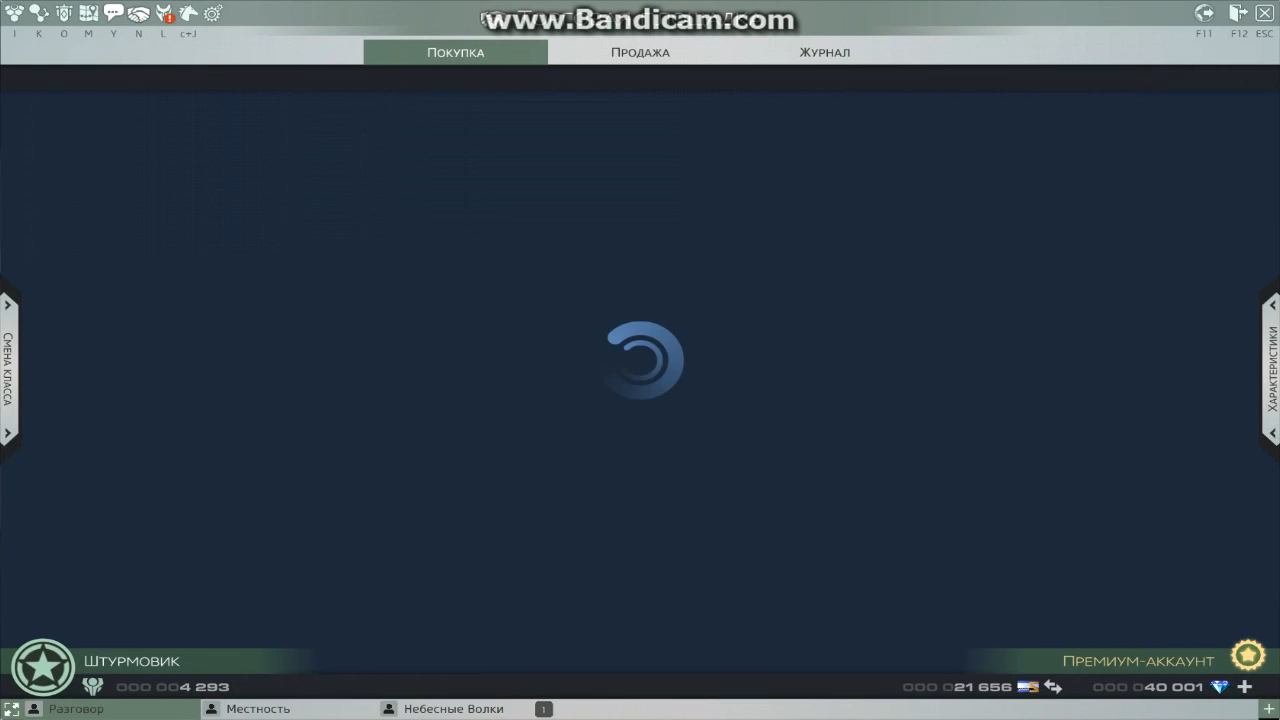 www.Bandicam.com
I K O M Y N L c+J
F11 F12 ESC
Покупка Продажа Журнал
Смена класса
Характеристики
Штурмовик
Премиум-аккаунт
000 004 293
000 021 656
000 040 001
Разговор Местность Небесные Волки 1